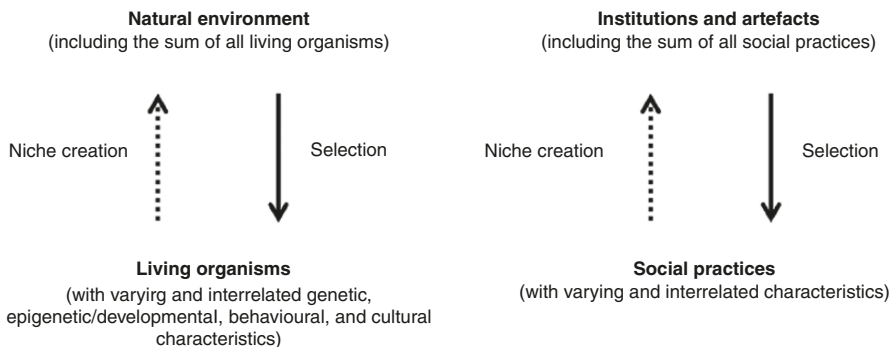 Natural environment
(including the sum of all living organisms)
Niche creation
Selection
Living organisms
(with varyirg and interrelated genetic,
epigenetic/developmental, behavioural, and cultural
characteristics)
Institutions and artefacts
(including the sum of all social practices)
Niche creation
Selection
Social practices
(with varying and interrelated characteristics)